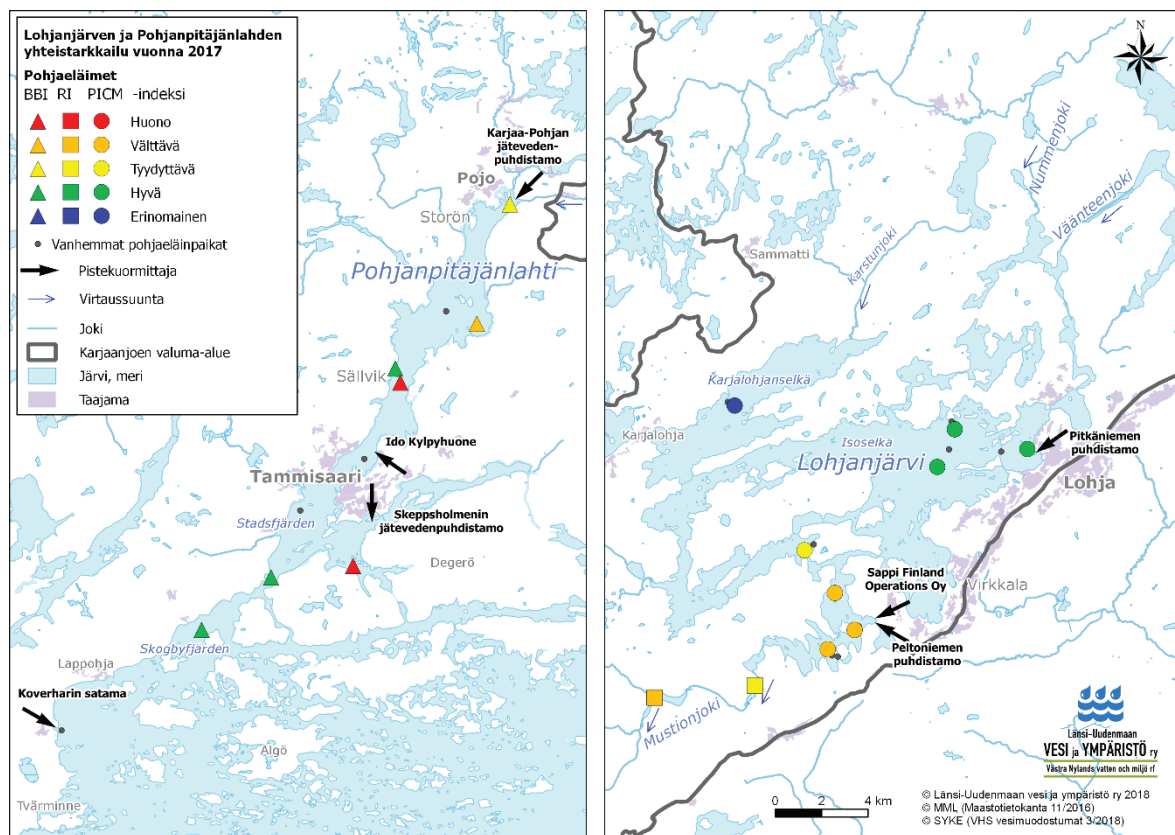 Lohjanjärven ja Pohjanpitäjänlahden
yhteistarkkailu vuonna 2017
Pohjaeläimet
BBI RI PICM -indeksi
Huono
Välttävä
Tyydyttävä
Hyvä
Erinomainen
Vanhemmat pohjaeläinpaikat
Pistekuormittaja
Virtaussuunta
Joki
Karjaanjoen valuma-alue
Järvi, meri
Taajama
Karjaa-Pohjan
jäteveden-
puhdistamo
Pojo
Storön
Pohjanpitäjänlahti
Sällvik
Ido Kylpyhuone
Tammisaari
Skeppsholmenin
jätevedenpuhdistamo
Stadsfjärden
Degerö
Skogbyfjärden
Lappohja
Koverharin satama
Algö
Tvärminne
N
Nummenjoki
Väänteenjoki
Sammatti
Karstunjoki
Karjalohjanselkä
Karjalohja
Isoselkä
Lohjanjärvi
Pitkäniemen
puhdistamo
Lohja
Sappi Finland
Operations Oy
Virkkala
Peltoniemen
puhdistamo
Mustionjoki
Länsi-Uudenmaan
VESI ja YMPÄRISTÖ ry
Västra Nylands vatten och miljö rf
0 2 4 km
© Länsi-Uudenmaan vesi ja ympäristö ry 2018
© MML (Maastotietokanta 11/2016)
© SYKE (VHS vesimuodostumat 3/2018)